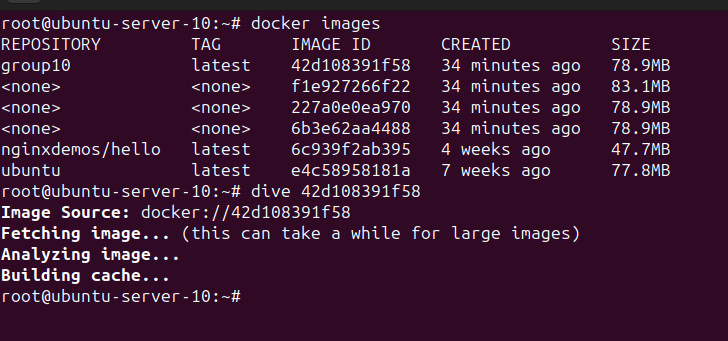 root@ubuntu-server-10:~# docker images
REPOSITORY TAG IMAGE ID CREATED SIZE
group10 latest 42d108391f58 34 minutes ago 78.9MB
<none> <none> f1e927266f22 34 minutes ago 83.1MB
<none> <none> 227a0e0ea970 34 minutes ago 78.9MB
<none> <none> 6b3e62aa4488 34 minutes ago 78.9MB
nginxdemos/hello latest 6c939f2ab395 4 weeks ago 47.7MB
ubuntu latest e4c58958181a 7 weeks ago 77.8MB
root@ubuntu-server-10:~# dive 42d108391f58
Image Source: docker://42d108391f58
Fetching image... (this can take a while for large images)
Analyzing image...
Building cache...
root@ubuntu-server-10:~#